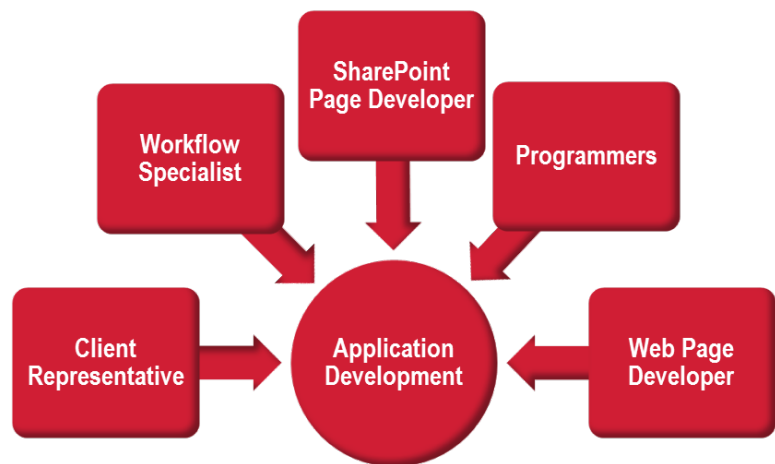 SharePoint
Page Developer
Workflow
Specialist
Programmers
Client
Representative
Application
Development
Web Page
Developer